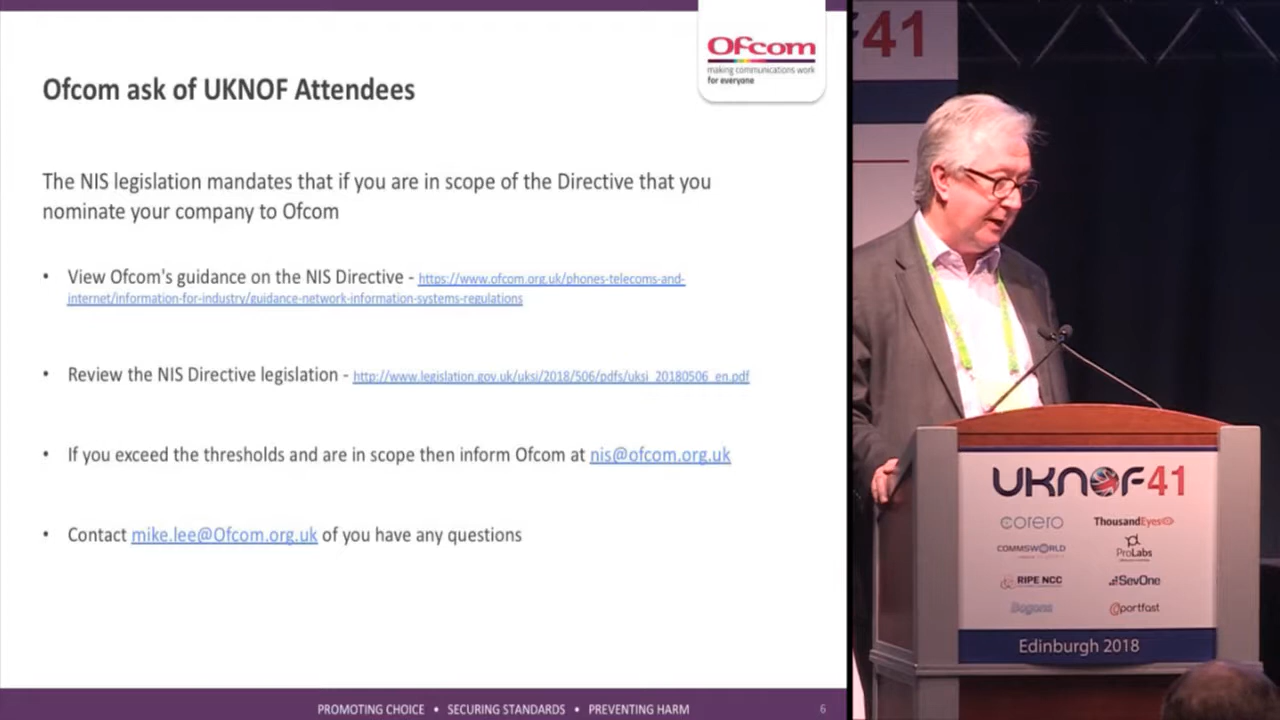 Ofcom
making communications work
for everyone
Ofcom ask of UKNOF Attendees
The NIS legislation mandates that if you are in scope of the Directive that you
nominate your company to Ofcom
• View Ofcom's guidance on the NIS Directive - https://www.ofcom.org.uk/phones-telecoms-and-
internet/information-for-industry/guidance-network-information-systems-regulations
• Review the NIS Directive legislation - http://www.legislation.gov.uk/uksi/2018/506/pdfs/uksi_20180506_en.pdf
• If you exceed the thresholds and are in scope then inform Ofcom at nis@ofcom.org.uk
• Contact mike.lee@Ofcom.org.uk of you have any questions
PROMOTING CHOICE • SECURING STANDARDS • PREVENTING HARM
6
F41
UKNOF41
corero ThousandEyes
COMMSWORLD ProLabs
RIPE NCC SevOne
Bogons portfast
Edinburgh 2018